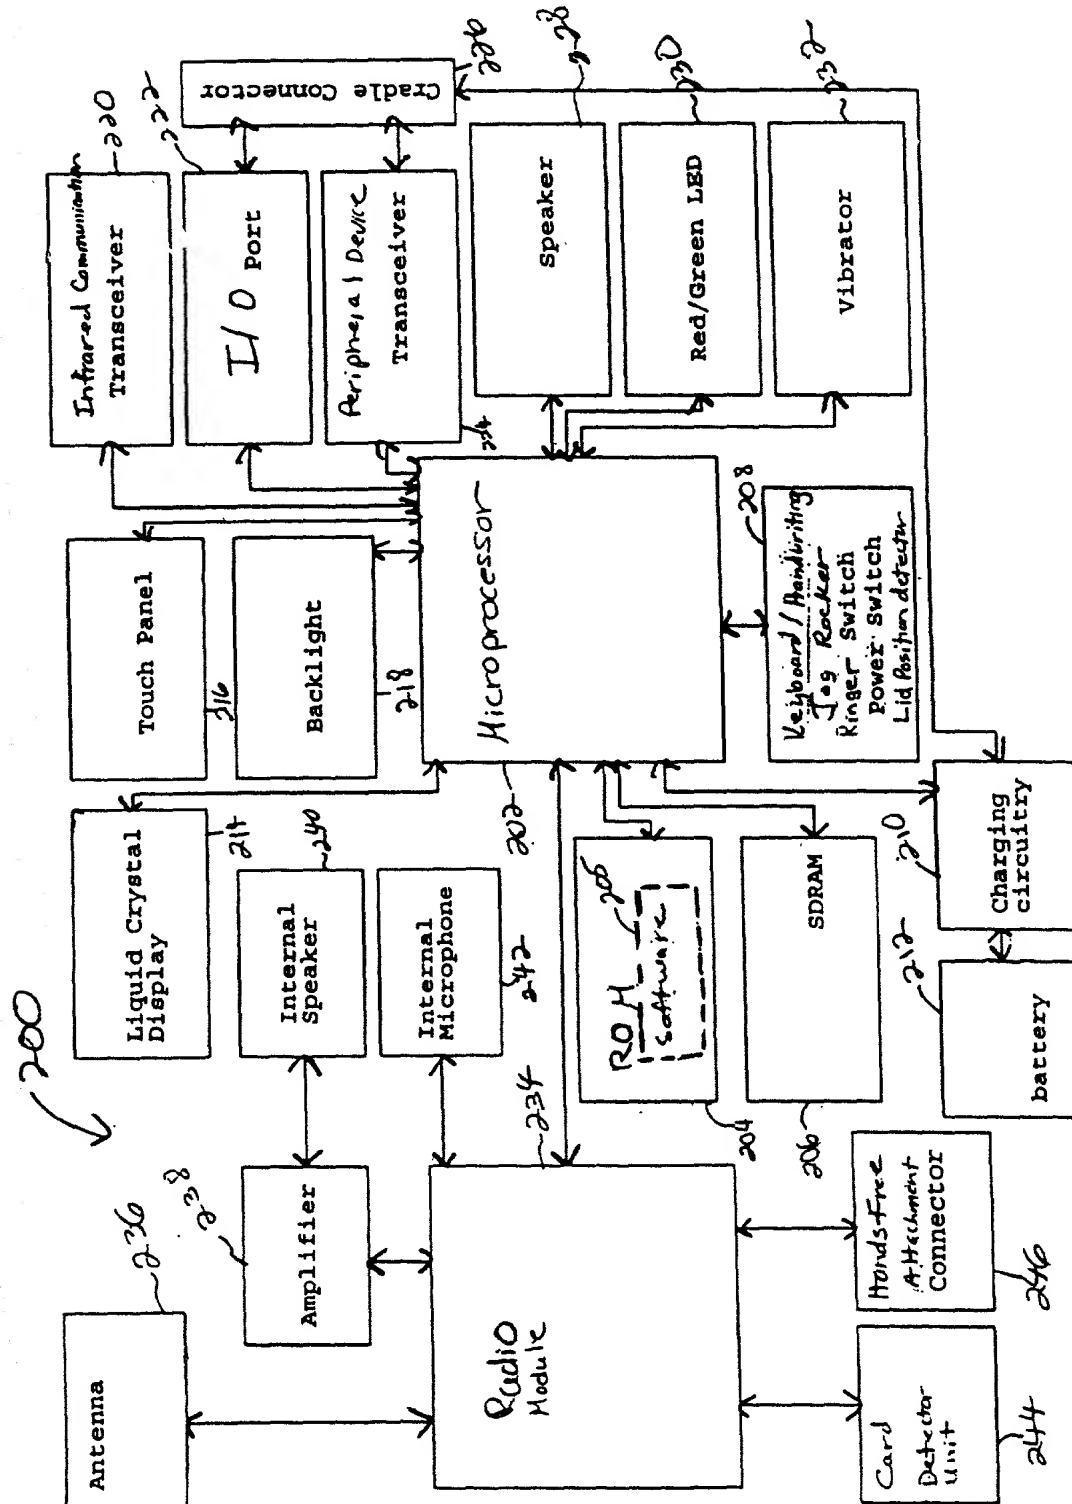 200
Antenna
236
Amplifier
238
Internal
Speaker
240
Internal
Microphone
242
Liquid Crystal
Display
214
Touch Panel
216
Backlight
218
Infrared Communication
Transceiver
220
I/O Port
222
Peripheral Device
Transceiver
224
Cradle Connector
226
Speaker
228
Red/Green LED
230
Vibrator
232
Microprocessor
202
Radio
Module
234
ROM
Software
205
204
SDRAM
206
Keyboard/Handwriting
Jog Rocker
Ringer Switch
Power Switch
Lid Position detector
208
Charging
circuitry
210
battery
212
Card
Detector
Unit
244
Hands-Free
Attachment
Connector
246